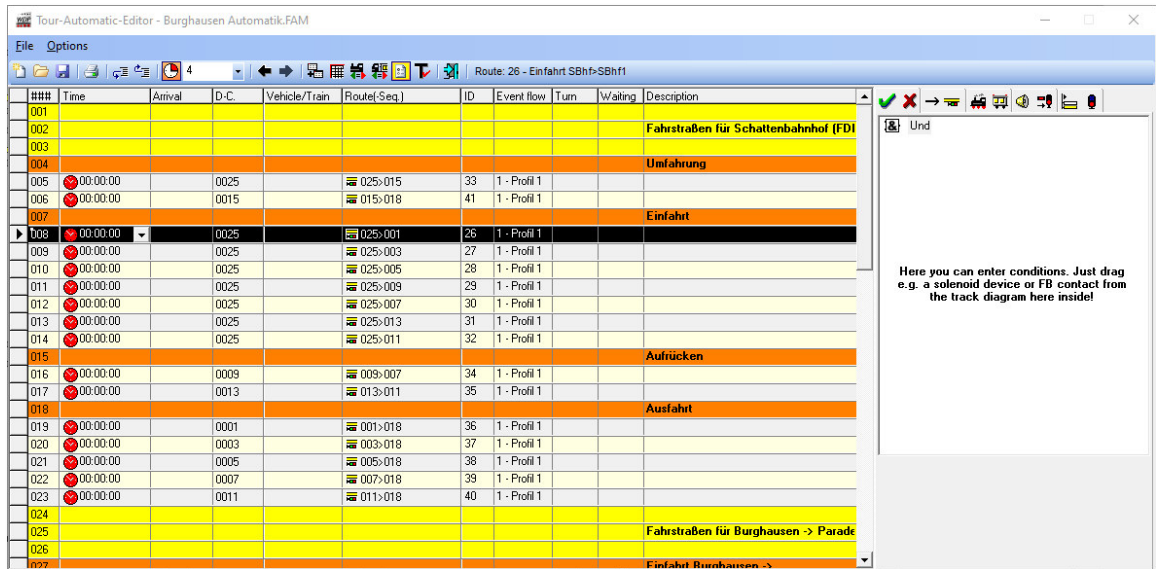 Tour-Automatic-Editor - Burghausen Automatik.FAM
File Options
4 Route: 26 - Einfahrt SBhf>SBhf1
### Time Arrival D-C. Vehicle/Train Route(-Seq.) ID Event flow Turn Waiting Description
001
002 Fahrstraßen für Schattenbahnhof (FDI
003
004 Umfahrung
005 00:00:00 0025 025>015 33 1 - Profil 1
006 00:00:00 0015 015>018 41 1 - Profil 1
007 Einfahrt
008 00:00:00 0025 025>001 26 1 - Profil 1
009 00:00:00 0025 025>003 27 1 - Profil 1
010 00:00:00 0025 025>005 28 1 - Profil 1
011 00:00:00 0025 025>009 29 1 - Profil 1
012 00:00:00 0025 025>007 30 1 - Profil 1
013 00:00:00 0025 025>013 31 1 - Profil 1
014 00:00:00 0025 025>011 32 1 - Profil 1
015 Aufrücken
016 00:00:00 0009 009>007 34 1 - Profil 1
017 00:00:00 0013 013>011 35 1 - Profil 1
018 Ausfahrt
019 00:00:00 0001 001>018 36 1 - Profil 1
020 00:00:00 0003 003>018 37 1 - Profil 1
021 00:00:00 0005 005>018 38 1 - Profil 1
022 00:00:00 0007 007>018 39 1 - Profil 1
023 00:00:00 0011 011>018 40 1 - Profil 1
024
025 Fahrstraßen für Burghausen -> Parade
026
027 Einfahrt Burghausen ->
& Und
Here you can enter conditions. Just drag
e.g. a solenoid device or FB contact from
the track diagram here inside!